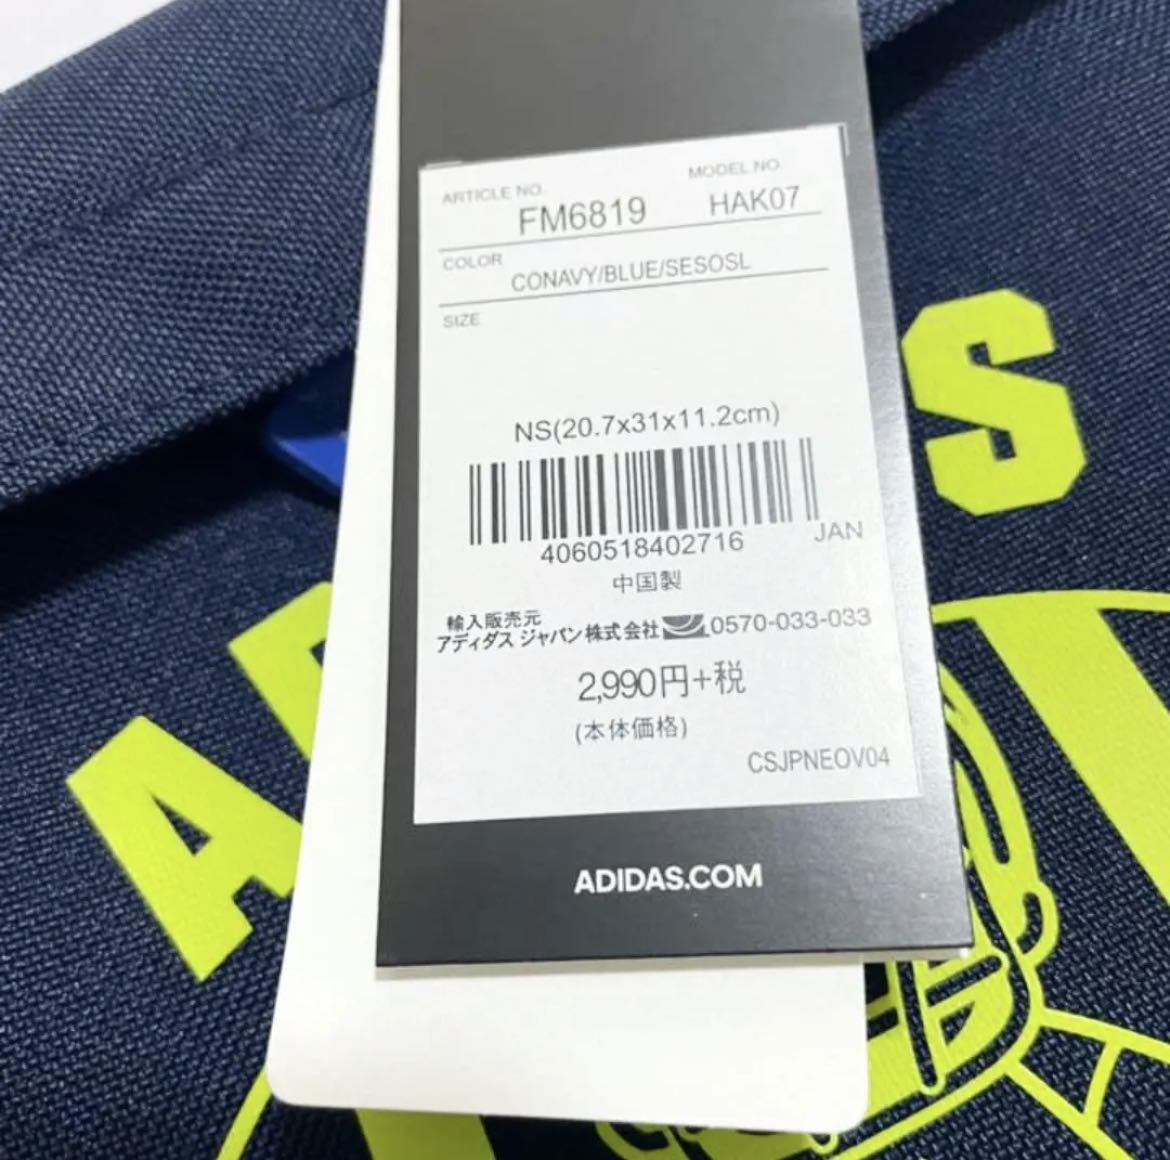 ARTICLE NO. MODEL NO.
FM6819 HAK07
COLOR
CONAVY/BLUE/SESOSL
SIZE
NS(20.7x31x11.2cm)
4060518402716 JAN
中国製
輸入販売元
アディダス ジャパン株式会社 0570-033-033
2,990円+税
(本体価格)
CSJPNEOV04
ADIDAS.COM
A
S